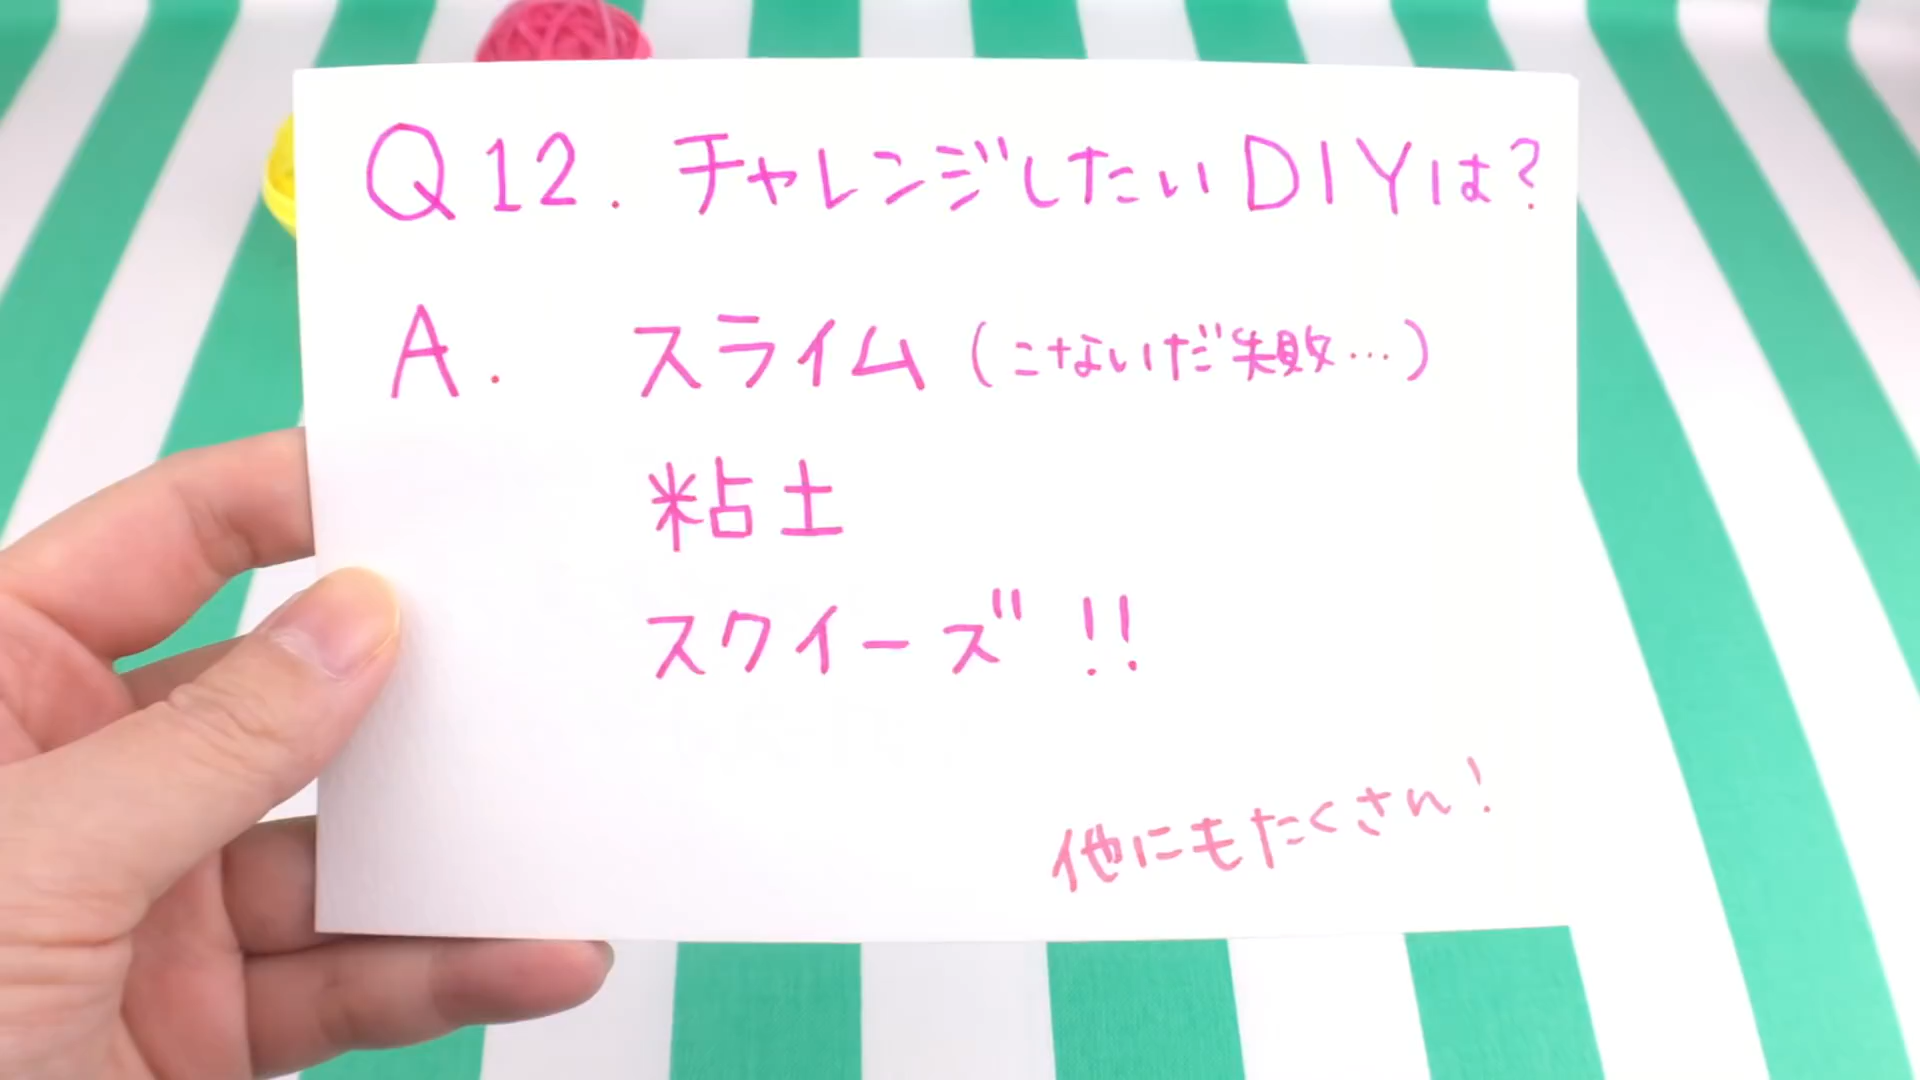 Q12. チャレンジしたいDIYは?
A. スライム(こないだ失敗…)
粘土
スクイーズ!!
他にもたくさん!